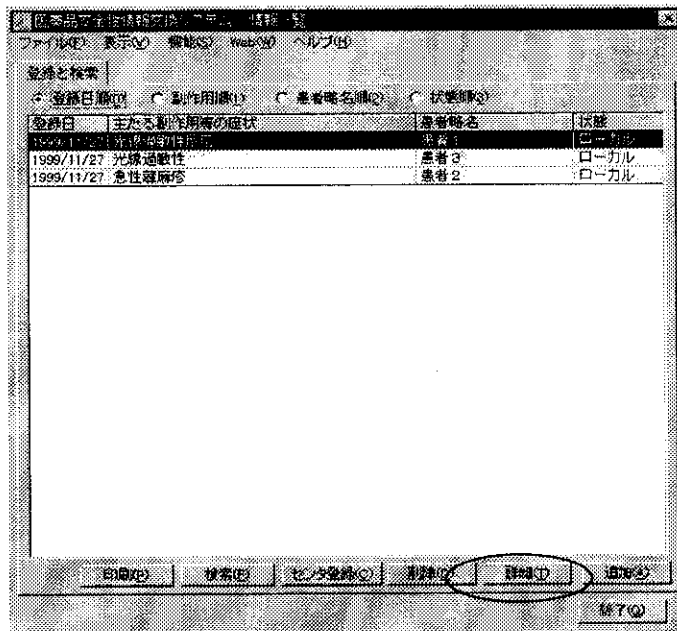 医薬品安全性情報交換システム - 情報一覧
ファイル(F) 表示(V) 機能(S) Web(W) ヘルプ(H)
登録と検索
登録日順 副作用順 患者略名順 状態順
登録日 主たる副作用等の症状 患者略名 状態
患者1 ローカル
1999/11/27 光線過敏性 患者3 ローカル
1999/11/27 急性蕁麻疹 患者2 ローカル
印刷(P) 検索(E) センタ登録(C) 削除 詳細(T) 追加(A)
終了(Q)